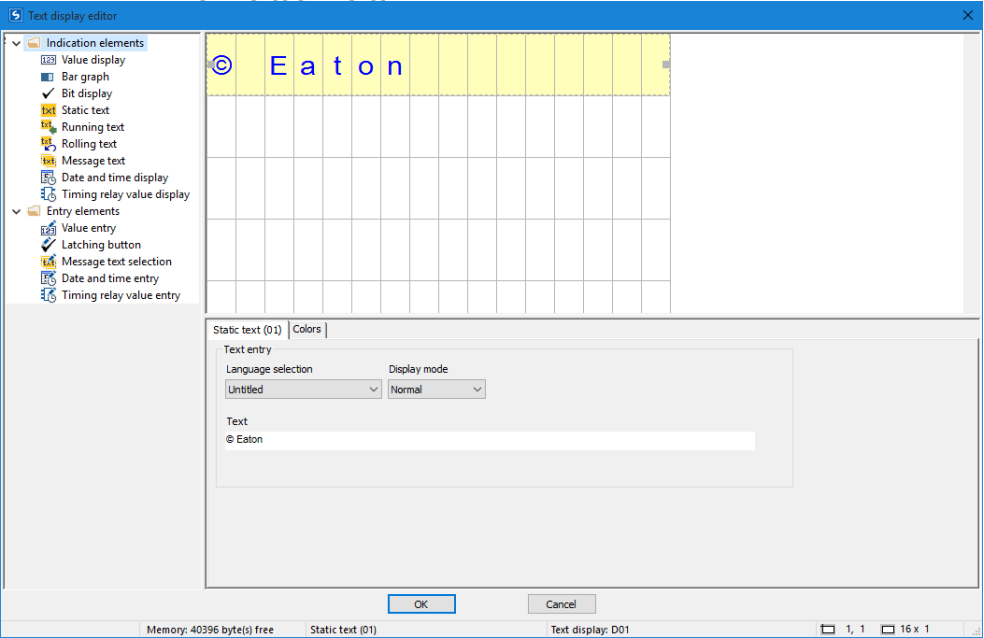 Text display editor
Indication elements
Value display
Bar graph
Bit display
Static text
Running text
Rolling text
Message text
Date and time display
Timing relay value display
Entry elements
Value entry
Latching button
Message text selection
Date and time entry
Timing relay value entry
© Eaton
Static text (01) Colors
Text entry
Language selection Display mode
Untitled Normal
Text
© Eaton
OK Cancel
Memory: 40396 byte(s) free Static text (01) Text display: D01 1, 1 16 x 1